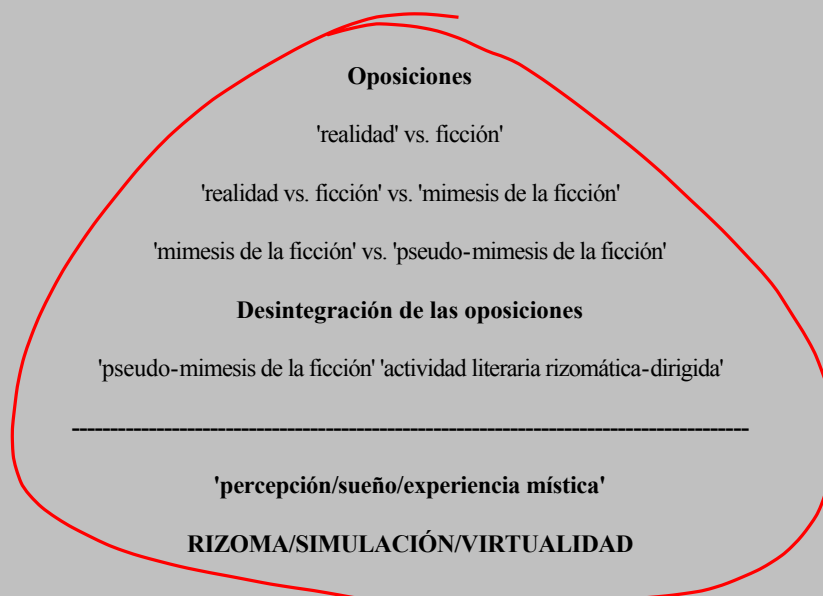 Oposiciones
'realidad' vs. ficción'
'realidad vs. ficción' vs. 'mimesis de la ficción'
'mimesis de la ficción' vs. 'pseudo-mimesis de la ficción'
Desintegración de las oposiciones
'pseudo-mimesis de la ficción' 'actividad literaria rizomática-dirigida'
----------------------------------------------------------------------------------------
'percepción/sueño/experiencia mística'
RIZOMA/SIMULACIÓN/VIRTUALIDAD